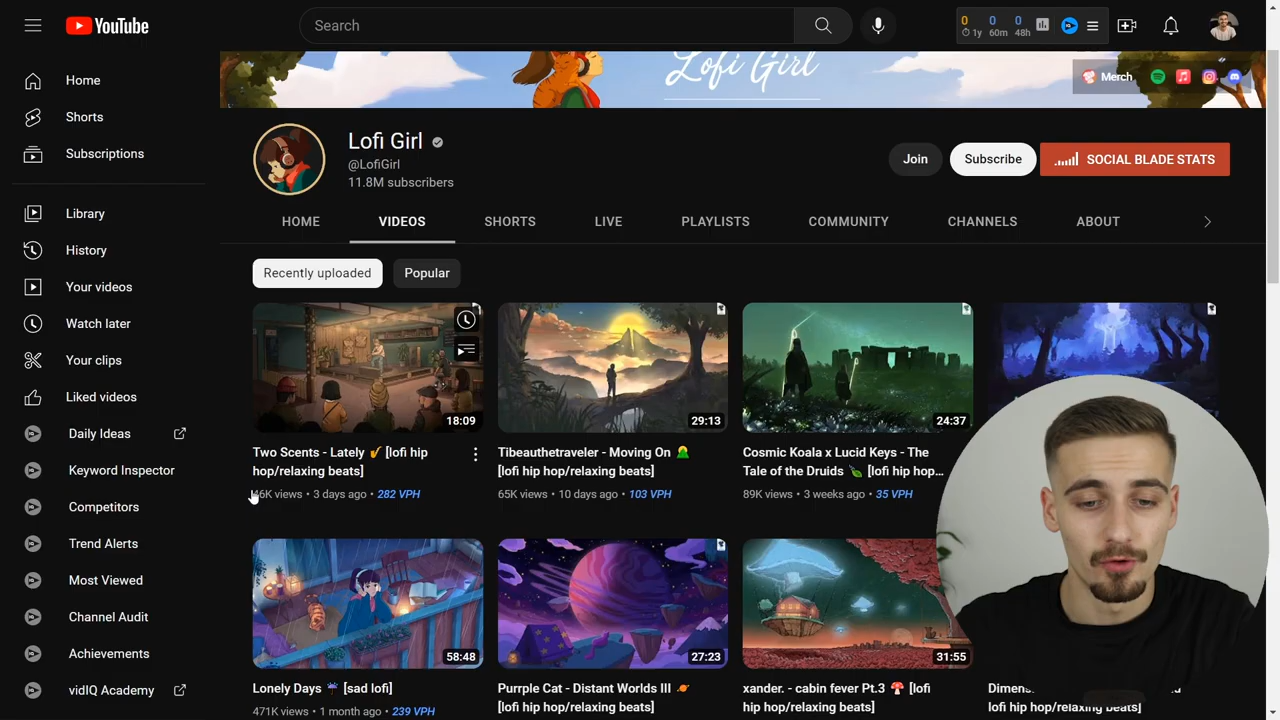 YouTube
Search
0 0 0
1y 60m 48h
Home
Shorts
Subscriptions
Library
History
Your videos
Watch later
Your clips
Liked videos
Daily Ideas
Keyword Inspector
Competitors
Trend Alerts
Most Viewed
Channel Audit
Achievements
vidIQ Academy
Lofi Girl
Merch
Lofi Girl
@LofiGirl
11.8M subscribers
Join
Subscribe
SOCIAL BLADE STATS
HOME
VIDEOS
SHORTS
LIVE
PLAYLISTS
COMMUNITY
CHANNELS
ABOUT
Recently uploaded
Popular
18:09
Two Scents - Lately 🎷 [lofi
hip hop/relaxing beats]
views • 3 days ago • 282 VPH
29:13
Tibeauthetraveler - Moving On
[lofi hip hop/relaxing beats]
65K views • 10 days ago • 103 VPH
24:37
Cosmic Koala x Lucid Keys - The
Tale of the Druids 🍃 [lofi hip hop...
89K views • 3 weeks ago • 35 VPH
58:48
Lonely Days ☔ [sad lofi]
471K views • 1 month ago • 239 VPH
27:23
Purrple Cat - Distant Worlds III 🪐
[lofi hip hop/relaxing beats]
31:55
xander. - cabin fever Pt.3 🍄 [lofi
hip hop/relaxing beats]
[lofi hip hop/relaxing beats]